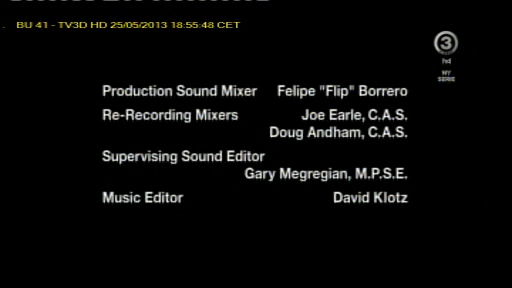 BU 41 - TV3D HD 25/05/2013 18:55:48 CET
3
hd
NY
SERIE
Production Sound Mixer Felipe "Flip" Borrero
Re-Recording Mixers Joe Earle, C.A.S.
Doug Andham, C.A.S.
Supervising Sound Editor
Gary Megregian, M.P.S.E.
Music Editor David Klotz